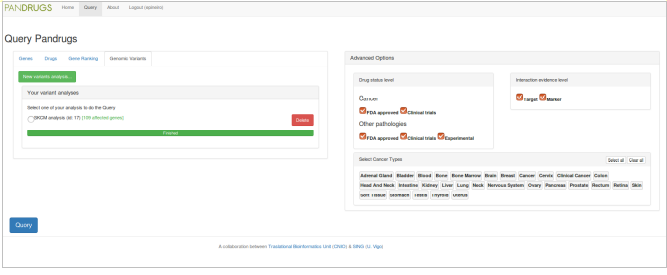 PANDRUGS Home Query About Logout (epineiro)
Query Pandrugs
Genes Drugs Gene Ranking Genomic Variants
New variants analysis...
Your variant analyses
Select one of your analysis to do the Query
SKCM analysis (id: 17) (199 affected genes)
Delete
Finished
Advanced Options
Drug status level
Cancer
FDA approved Clinical trials
Other pathologies
FDA approved Clinical trials Experimental
Interaction evidence level
Target Marker
Select Cancer Types Select all Clear all
Adrenal Gland Bladder Blood Bone Bone Marrow Brain Breast Cancer Cervix Clinical Cancer Colon
Head And Neck Intestine Kidney Liver Lung Neck Nervous System Ovary Pancreas Prostate Rectum Retina Skin
Soft Tissue Stomach Testis Thyroid Uterus
Query
A collaboration between Traslational Bioinformatics Unit (CNIO) & SING (U. Vigo)